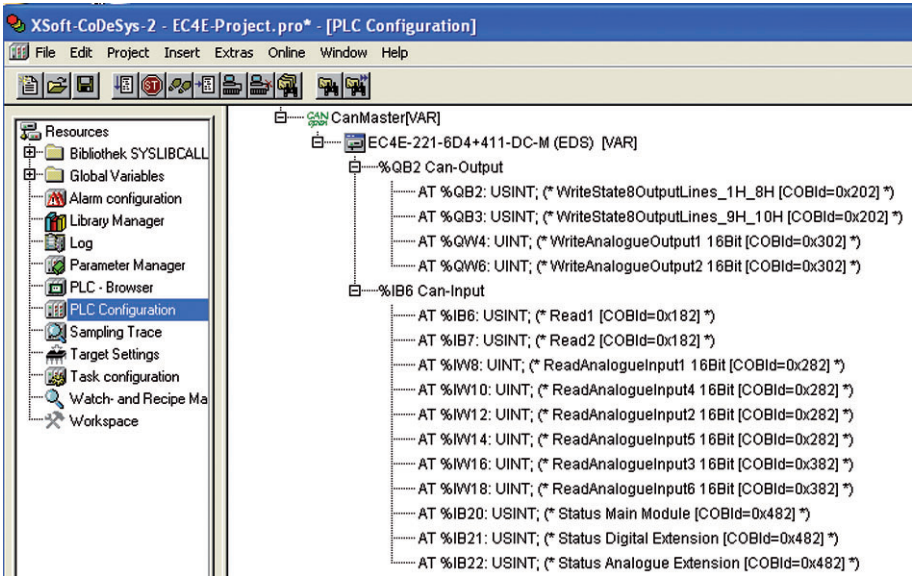 XSoft-CoDeSys-2 - EC4E-Project.pro* - [PLC Configuration]
File Edit Project Insert Extras Online Window Help
Resources
Bibliothek SYSLIBCALL
Global Variables
Alarm configuration
Library Manager
Log
Parameter Manager
PLC - Browser
PLC Configuration
Sampling Trace
Target Settings
Task configuration
Watch- and Recipe Ma
Workspace
CAN open CanMaster[VAR]
EC4E-221-6D4+411-DC-M (EDS) [VAR]
%QB2 Can-Output
AT %QB2: USINT; (* WriteState8OutputLines_1H_8H [COBId=0x202] *)
AT %QB3: USINT; (* WriteState8OutputLines_9H_10H [COBId=0x202] *)
AT %QW4: UINT; (* WriteAnalogueOutput1 16Bit [COBId=0x302] *)
AT %QW6: UINT; (* WriteAnalogueOutput2 16Bit [COBId=0x302] *)
%IB6 Can-Input
AT %IB6: USINT; (* Read1 [COBId=0x182] *)
AT %IB7: USINT; (* Read2 [COBId=0x182] *)
AT %IW8: UINT; (* ReadAnalogueInput1 16Bit [COBId=0x282] *)
AT %IW10: UINT; (* ReadAnalogueInput4 16Bit [COBId=0x282] *)
AT %IW12: UINT; (* ReadAnalogueInput2 16Bit [COBId=0x282] *)
AT %IW14: UINT; (* ReadAnalogueInput5 16Bit [COBId=0x282] *)
AT %IW16: UINT; (* ReadAnalogueInput3 16Bit [COBId=0x382] *)
AT %IW18: UINT; (* ReadAnalogueInput6 16Bit [COBId=0x382] *)
AT %IB20: USINT; (* Status Main Module [COBId=0x482] *)
AT %IB21: USINT; (* Status Digital Extension [COBId=0x482] *)
AT %IB22: USINT; (* Status Analogue Extension [COBId=0x482] *)